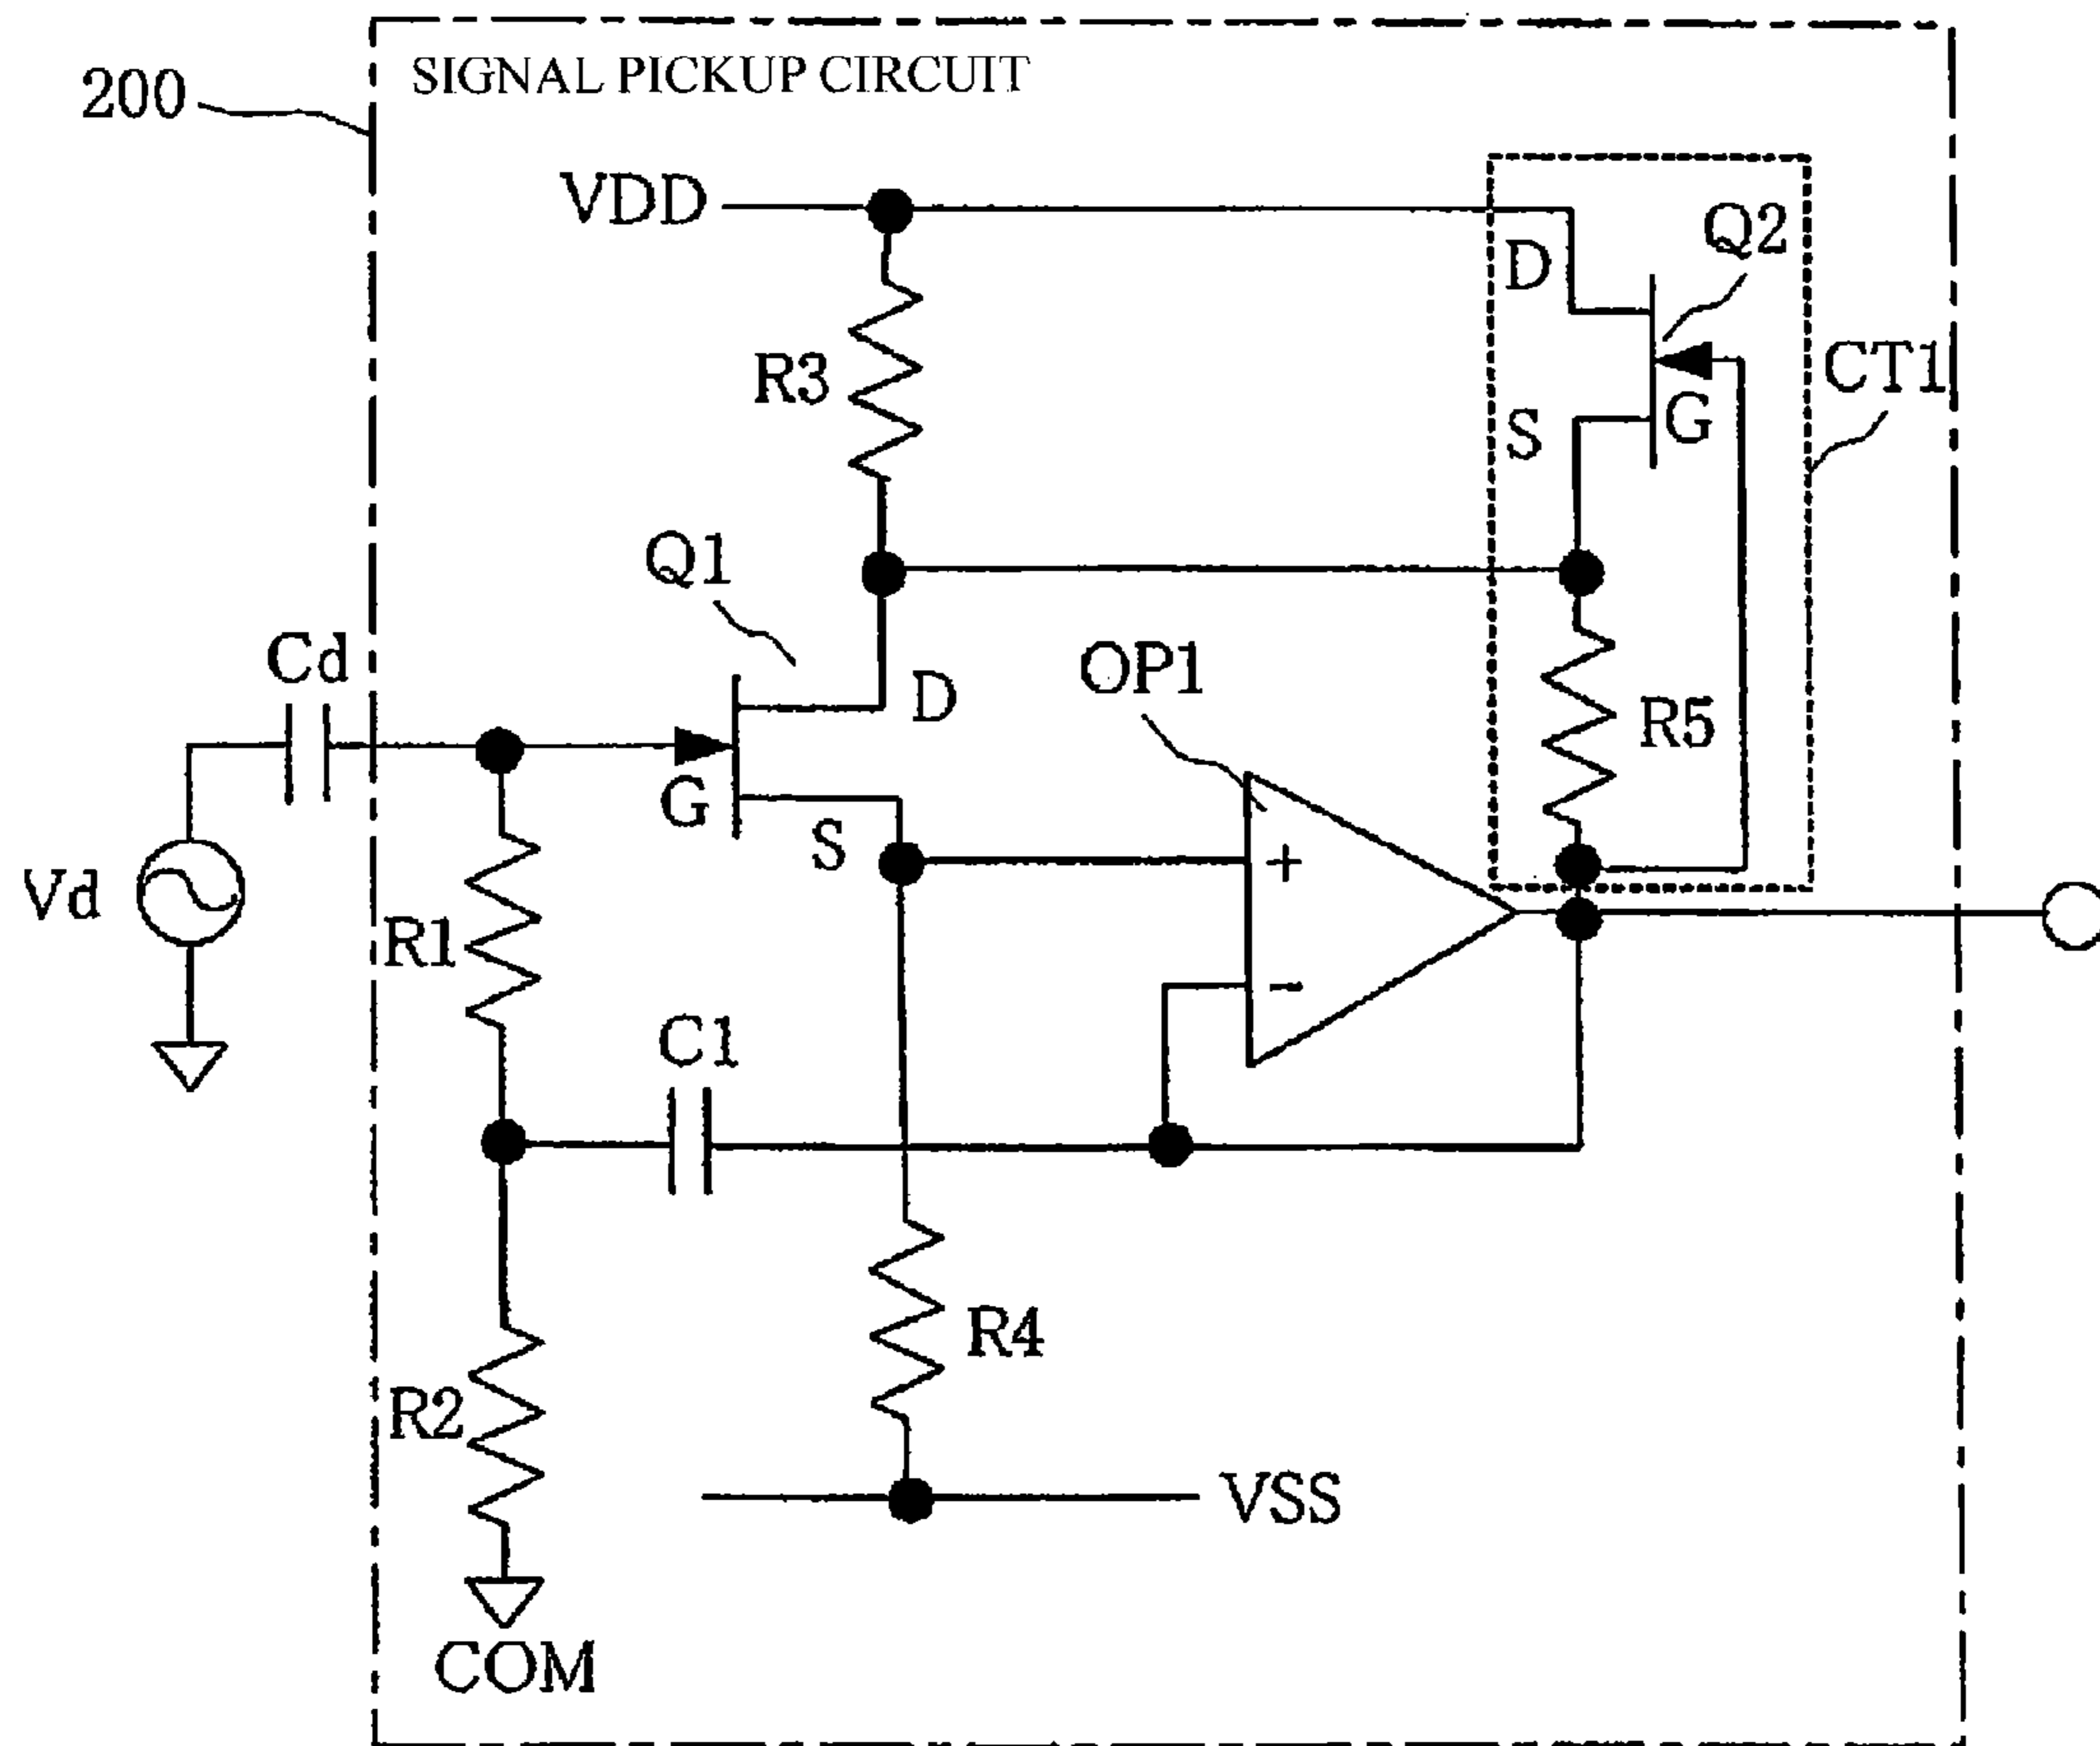 SIGNAL PICKUP CIRCUIT
200
VDD
Q2
D
R3
CT1
S
G
Q1
Cd
OP1
D
R5
G
S
+
Vd
R1
-
C1
R4
R2
VSS
COM